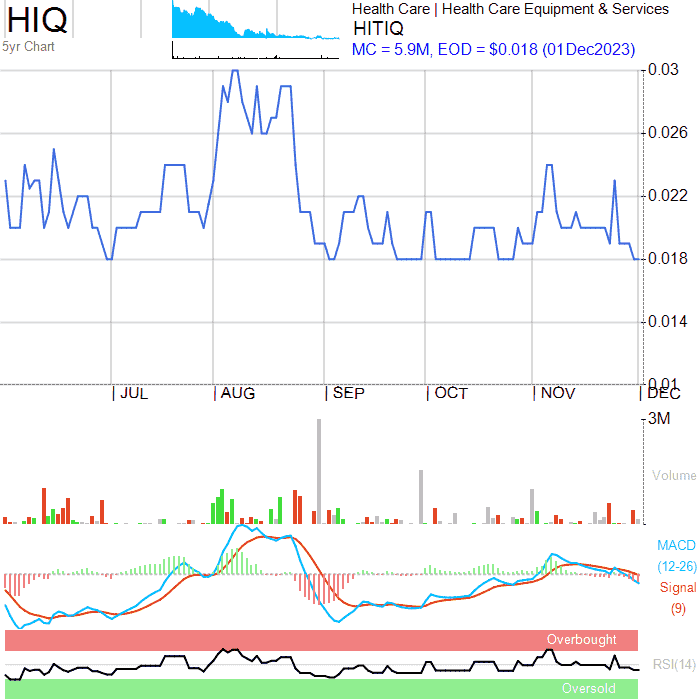 HIQ
5yr Chart
Health Care | Health Care Equipment & Services
HITIQ
MC = 5.9M, EOD = $0.018 (01Dec2023)
0.03
0.026
0.022
0.018
0.014
0.01
| JUL | AUG | SEP | OCT | NOV | DEC
3M
Volume
MACD
(12-26)
Signal
(9)
Overbought
RSI(14)
Oversold